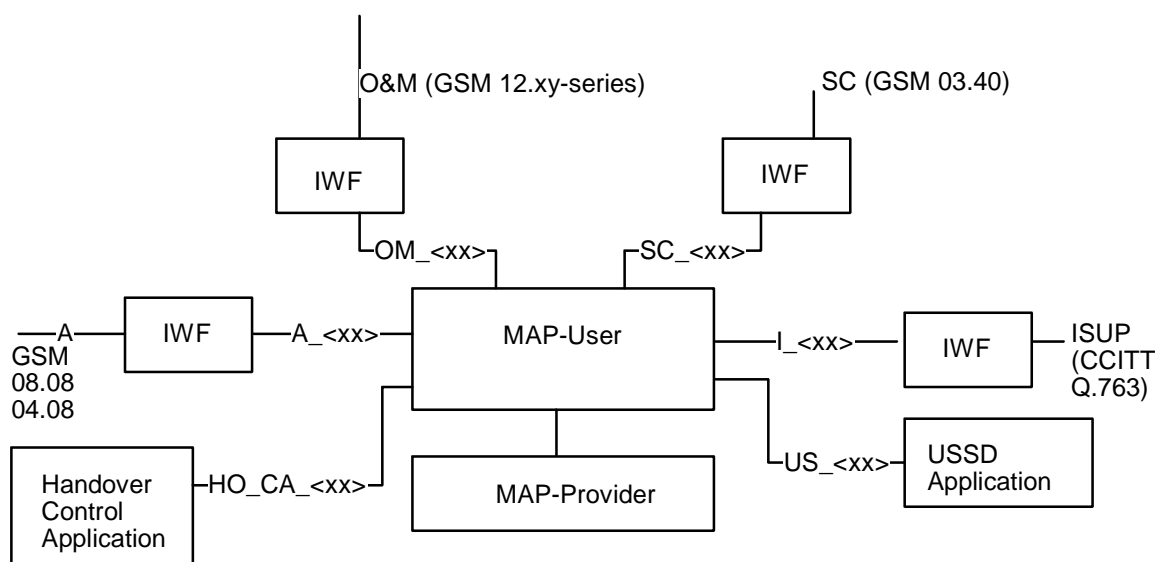 O&M (GSM 12.xy-series)
SC (GSM 03.40)
IWF
IWF
OM_<xx>
SC_<xx>
A
IWF
A_<xx>
MAP-User
I_<xx>
IWF
ISUP
(CCITT
Q.763)
GSM
08.08
04.08
HO_CA_<xx>
US_<xx>
USSD
Application
Handover
Control
Application
MAP-Provider